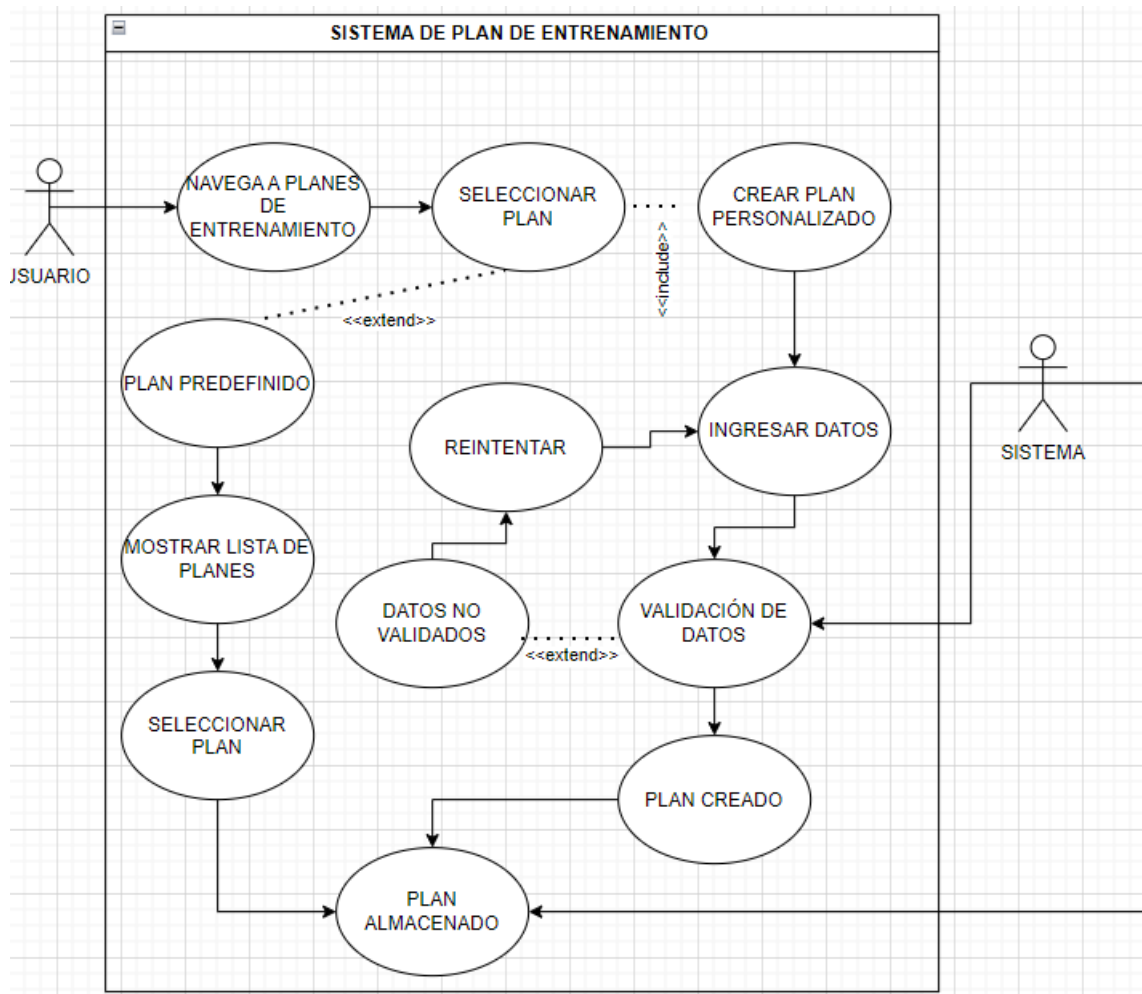 SISTEMA DE PLAN DE ENTRENAMIENTO
NAVEGA A PLANES
DE
ENTRENAMIENTO
SELECCIONAR
PLAN
CREAR PLAN
PERSONALIZADO
USUARIO
<<include>>
<<extend>>
PLAN PREDEFINIDO
REINTENTAR
INGRESAR DATOS
SISTEMA
MOSTRAR LISTA DE
PLANES
DATOS NO
VALIDADOS
<<extend>>
VALIDACIÓN DE
DATOS
SELECCIONAR
PLAN
PLAN CREADO
PLAN
ALMACENADO